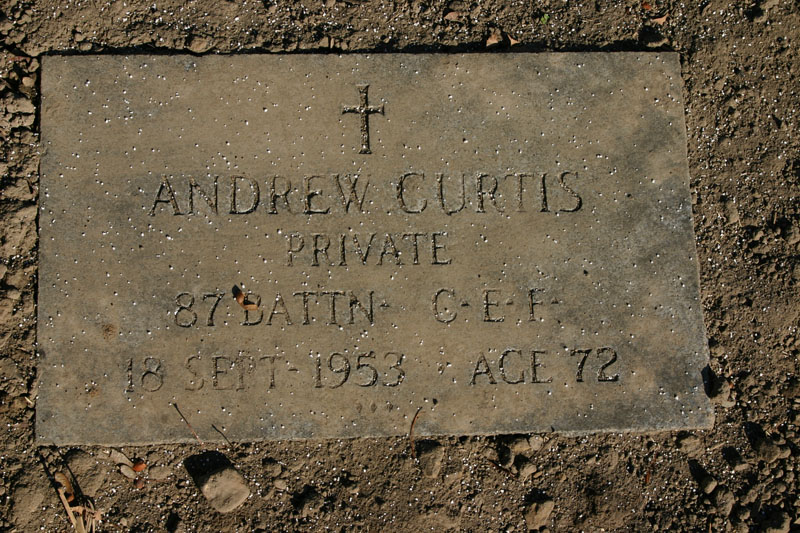 ANDREW CURTIS
PRIVATE
87 BATTN· C·E·F·
18 SEPT· 1953 AGE 72